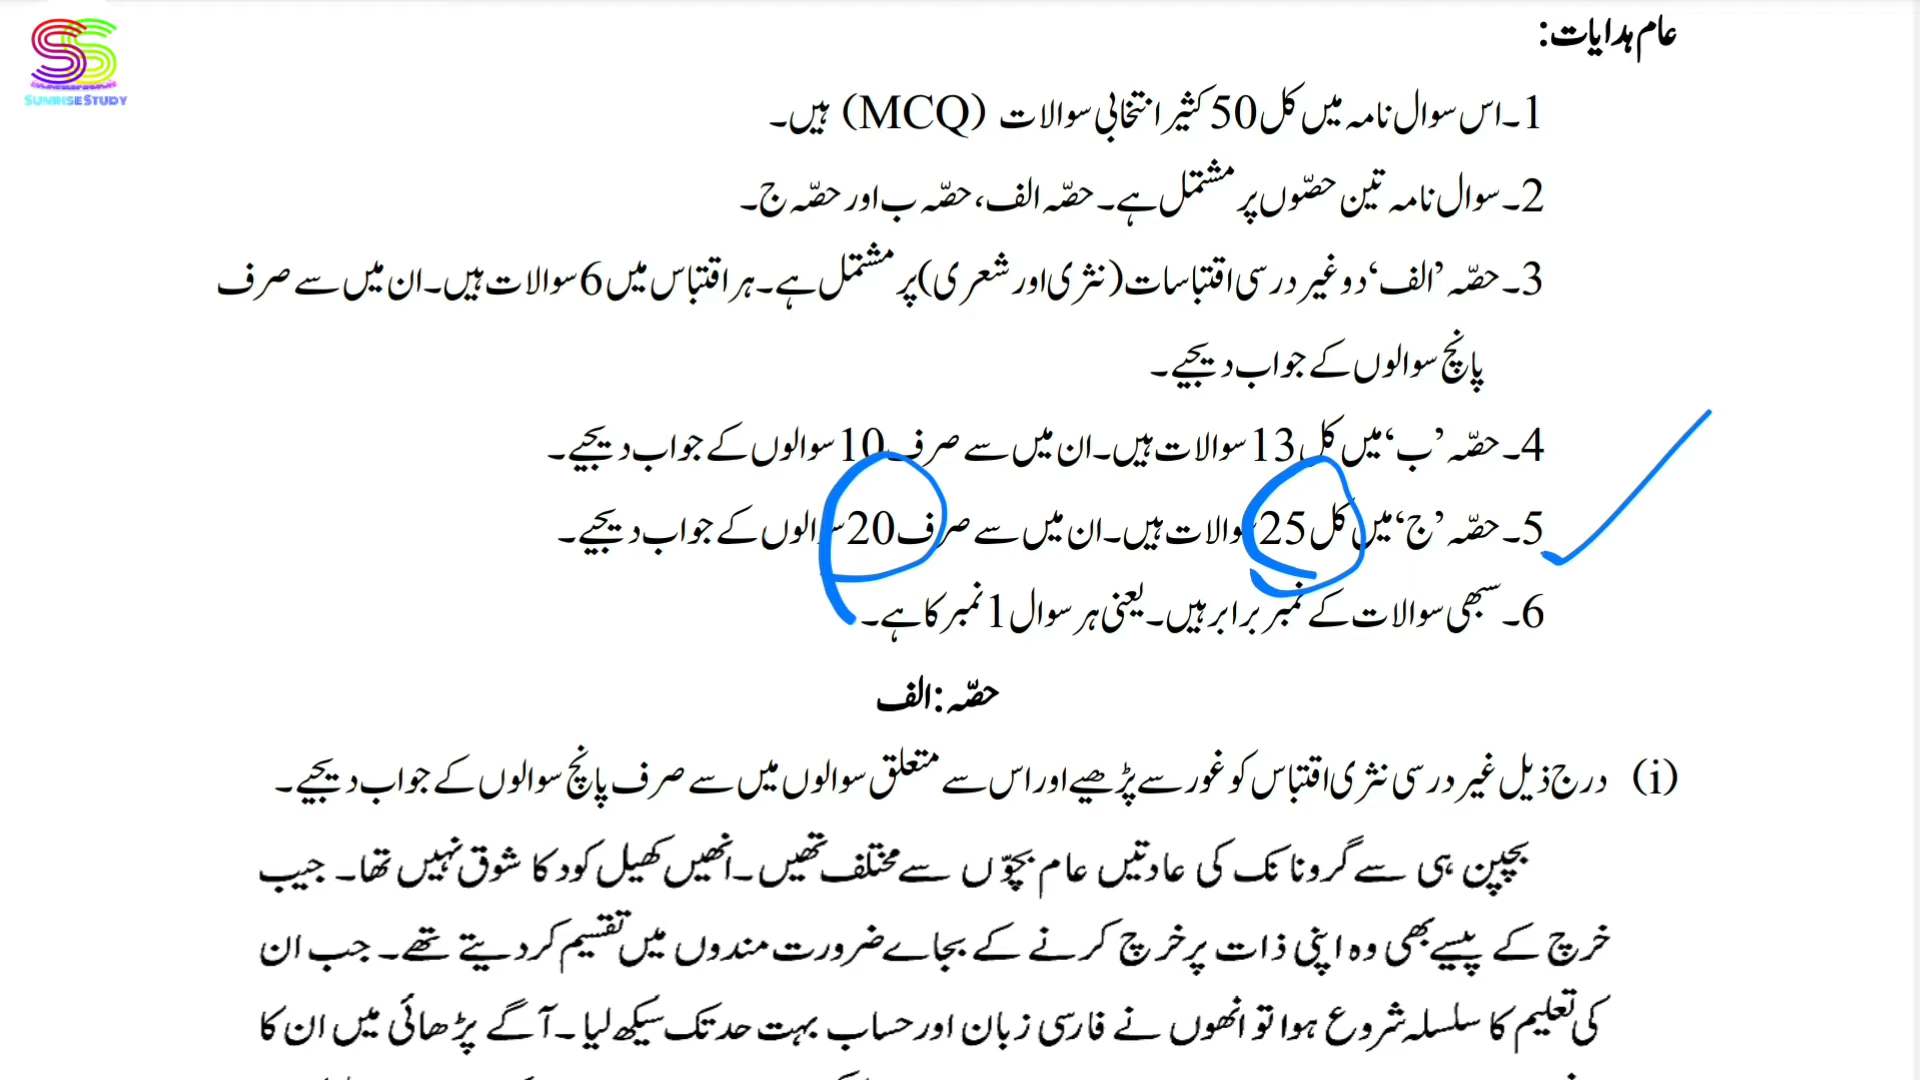 SUNRISE STUDY
عام ہدایات:
1۔ اس سوال نامہ میں کل 50 کثیر انتخابی سوالات (MCQ) ہیں۔
2۔ سوال نامہ تین حصّوں پر مشتمل ہے۔ حصّہ الف، حصّہ ب اور حصّہ ج۔
3۔ حصّہ ’الف‘ دو غیر درسی اقتباسات (نثری اور شعری) پر مشتمل ہے۔ ہر اقتباس میں 6 سوالات ہیں۔ ان میں سے صرف
پانچ سوالوں کے جواب دیجیے۔
4۔ حصّہ ’ب‘ میں کل 13 سوالات ہیں۔ ان میں سے صرف 10 سوالوں کے جواب دیجیے۔
5۔ حصّہ ’ج‘ میں کل 25 سوالات ہیں۔ ان میں سے صرف 20 سوالوں کے جواب دیجیے۔
6۔ سبھی سوالات کے نمبر برابر ہیں۔ یعنی ہر سوال 1 نمبر کا ہے۔
حصّہ: الف
(i) درج ذیل غیر درسی نثری اقتباس کو غور سے پڑھیے اور اس سے متعلق سوالوں میں سے صرف پانچ سوالوں کے جواب دیجیے۔
بچپن ہی سے گرونانک کی عادتیں عام بچّوں سے مختلف تھیں۔ انھیں کھیل کود کا شوق نہیں تھا۔ جیب
خرچ کے پیسے بھی وہ اپنی ذات پر خرچ کرنے کے بجاے ضرورت مندوں میں تقسیم کر دیتے تھے۔ جب ان
کی تعلیم کا سلسلہ شروع ہوا تو انھوں نے فارسی زبان اور حساب بہت حد تک سیکھ لیا۔ آگے پڑھائی میں ان کا